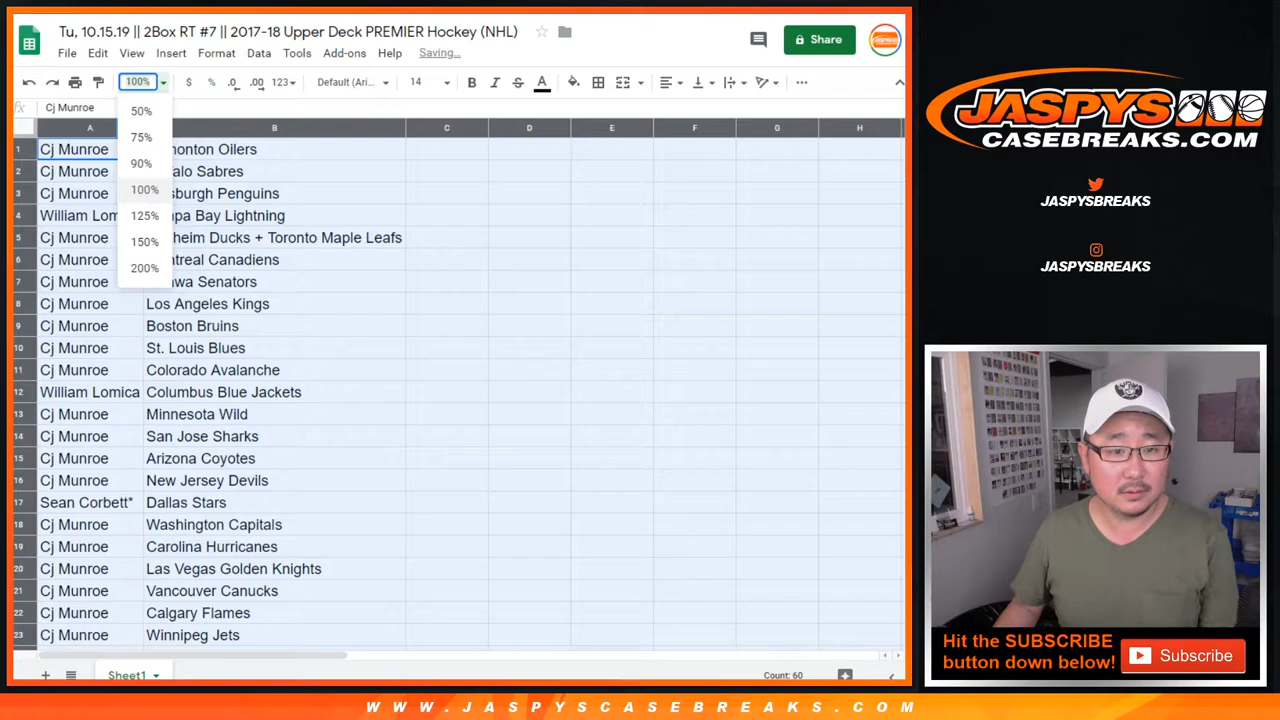 Tu, 10.15.19 || 2Box RT #7 || 2017-18 Upper Deck PREMIER Hockey (NHL)
File Edit View Insert Format Data Tools Add-ons Help Saving...
Share
100% $ % .0 .00 123 Default (Ari... 14 B I S A
fx Cj Munroe
50%
75%
90%
100%
125%
150%
200%
A B C D E F G H
1 Cj Munroe monton Oilers
2 Cj Munroe alo Sabres
3 Cj Munroe sburgh Penguins
4 William Lom pa Bay Lightning
5 Cj Munroe heim Ducks + Toronto Maple Leafs
6 Cj Munroe ntreal Canadiens
7 Cj Munroe wa Senators
8 Cj Munroe Los Angeles Kings
9 Cj Munroe Boston Bruins
10 Cj Munroe St. Louis Blues
11 Cj Munroe Colorado Avalanche
12 William Lomica Columbus Blue Jackets
13 Cj Munroe Minnesota Wild
14 Cj Munroe San Jose Sharks
15 Cj Munroe Arizona Coyotes
16 Cj Munroe New Jersey Devils
17 Sean Corbett* Dallas Stars
18 Cj Munroe Washington Capitals
19 Cj Munroe Carolina Hurricanes
20 Cj Munroe Las Vegas Golden Knights
21 Cj Munroe Vancouver Canucks
22 Cj Munroe Calgary Flames
23 Cj Munroe Winnipeg Jets
Sheet1
Count: 60
JASPYS
CASEBREAKS.COM
JASPYSBREAKS
JASPYSBREAKS
Hit the SUBSCRIBE
button down below!
Subscribe
WWW.JASPYSCASEBREAKS.COM